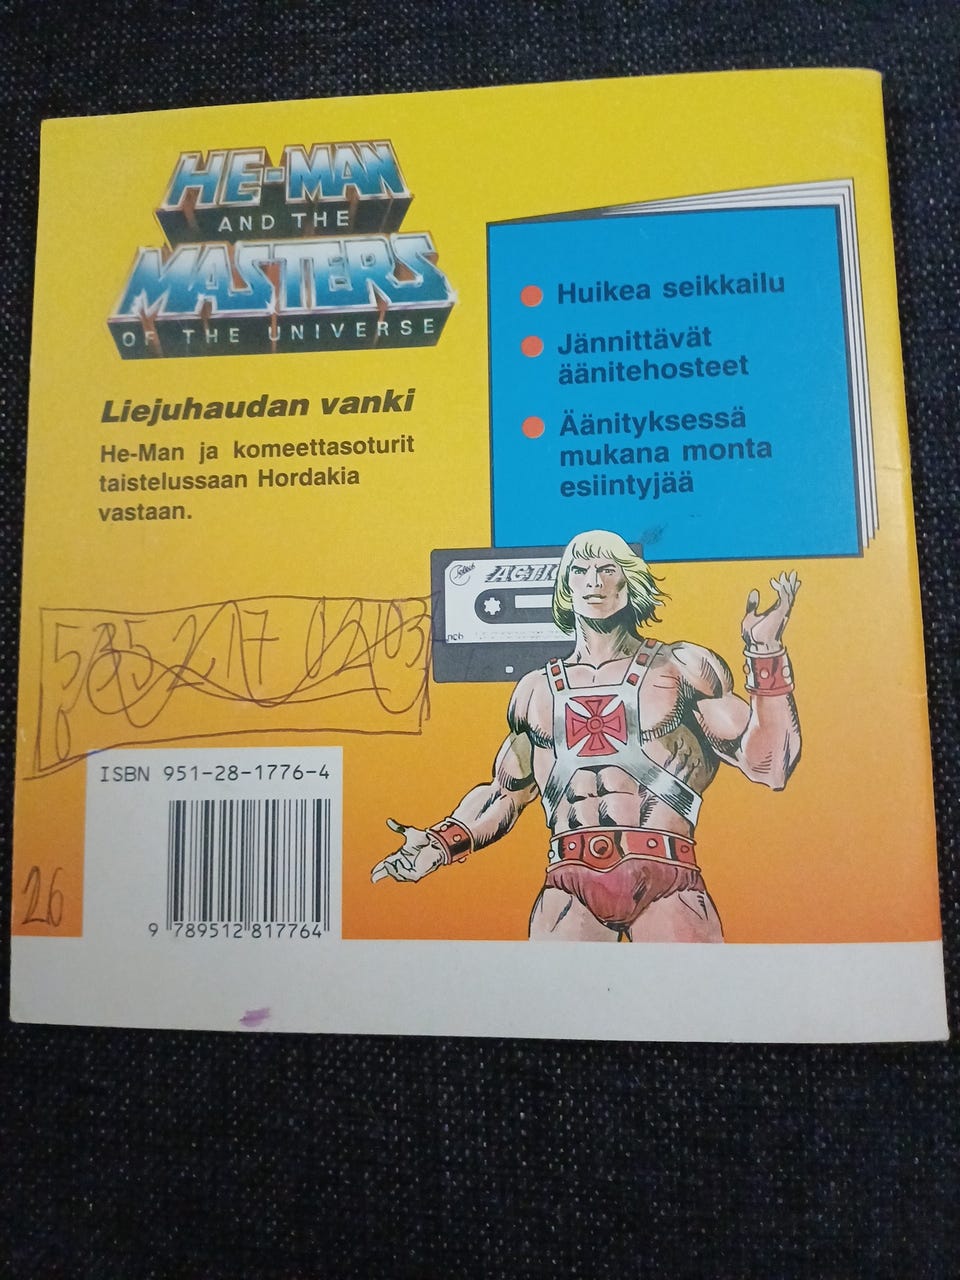 HE-MAN
AND THE
MASTERS
OF THE UNIVERSE
Liejuhaudan vanki
He-Man ja komeettasoturit
taistelussaan Hordakia
vastaan.
Huikea seikkailu
Jännittävät
äänitehosteet
Äänityksessä
mukana monta
esiintyjää
ISBN 951-28-1776-4
9 789512 817764
26